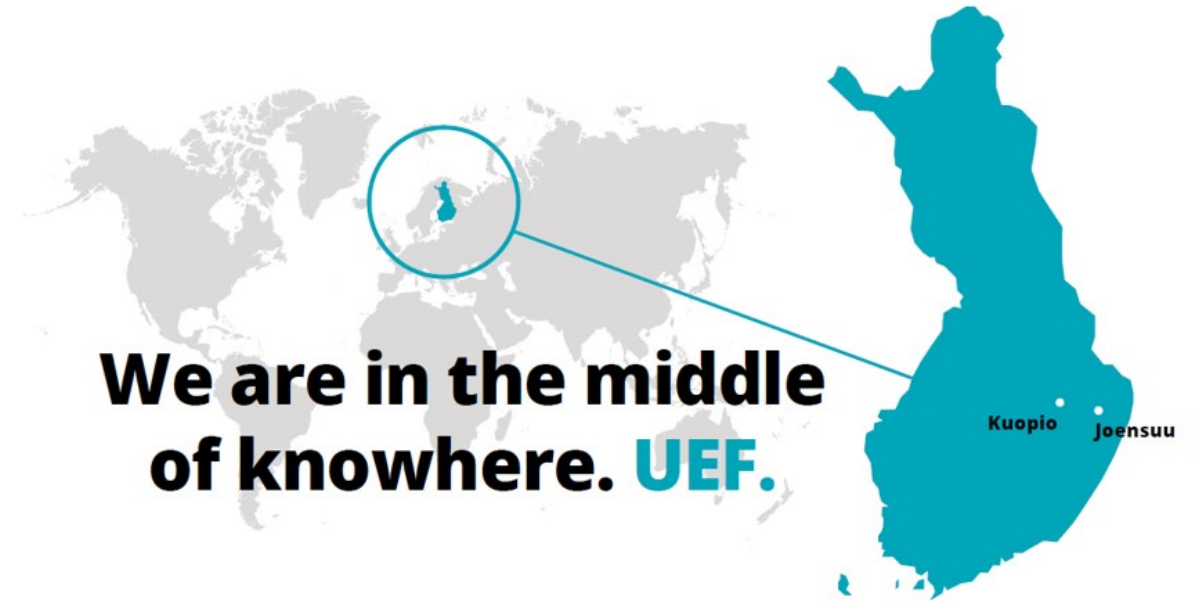 We are in the middle
of knowhere. UEF.
Kuopio
Joensuu